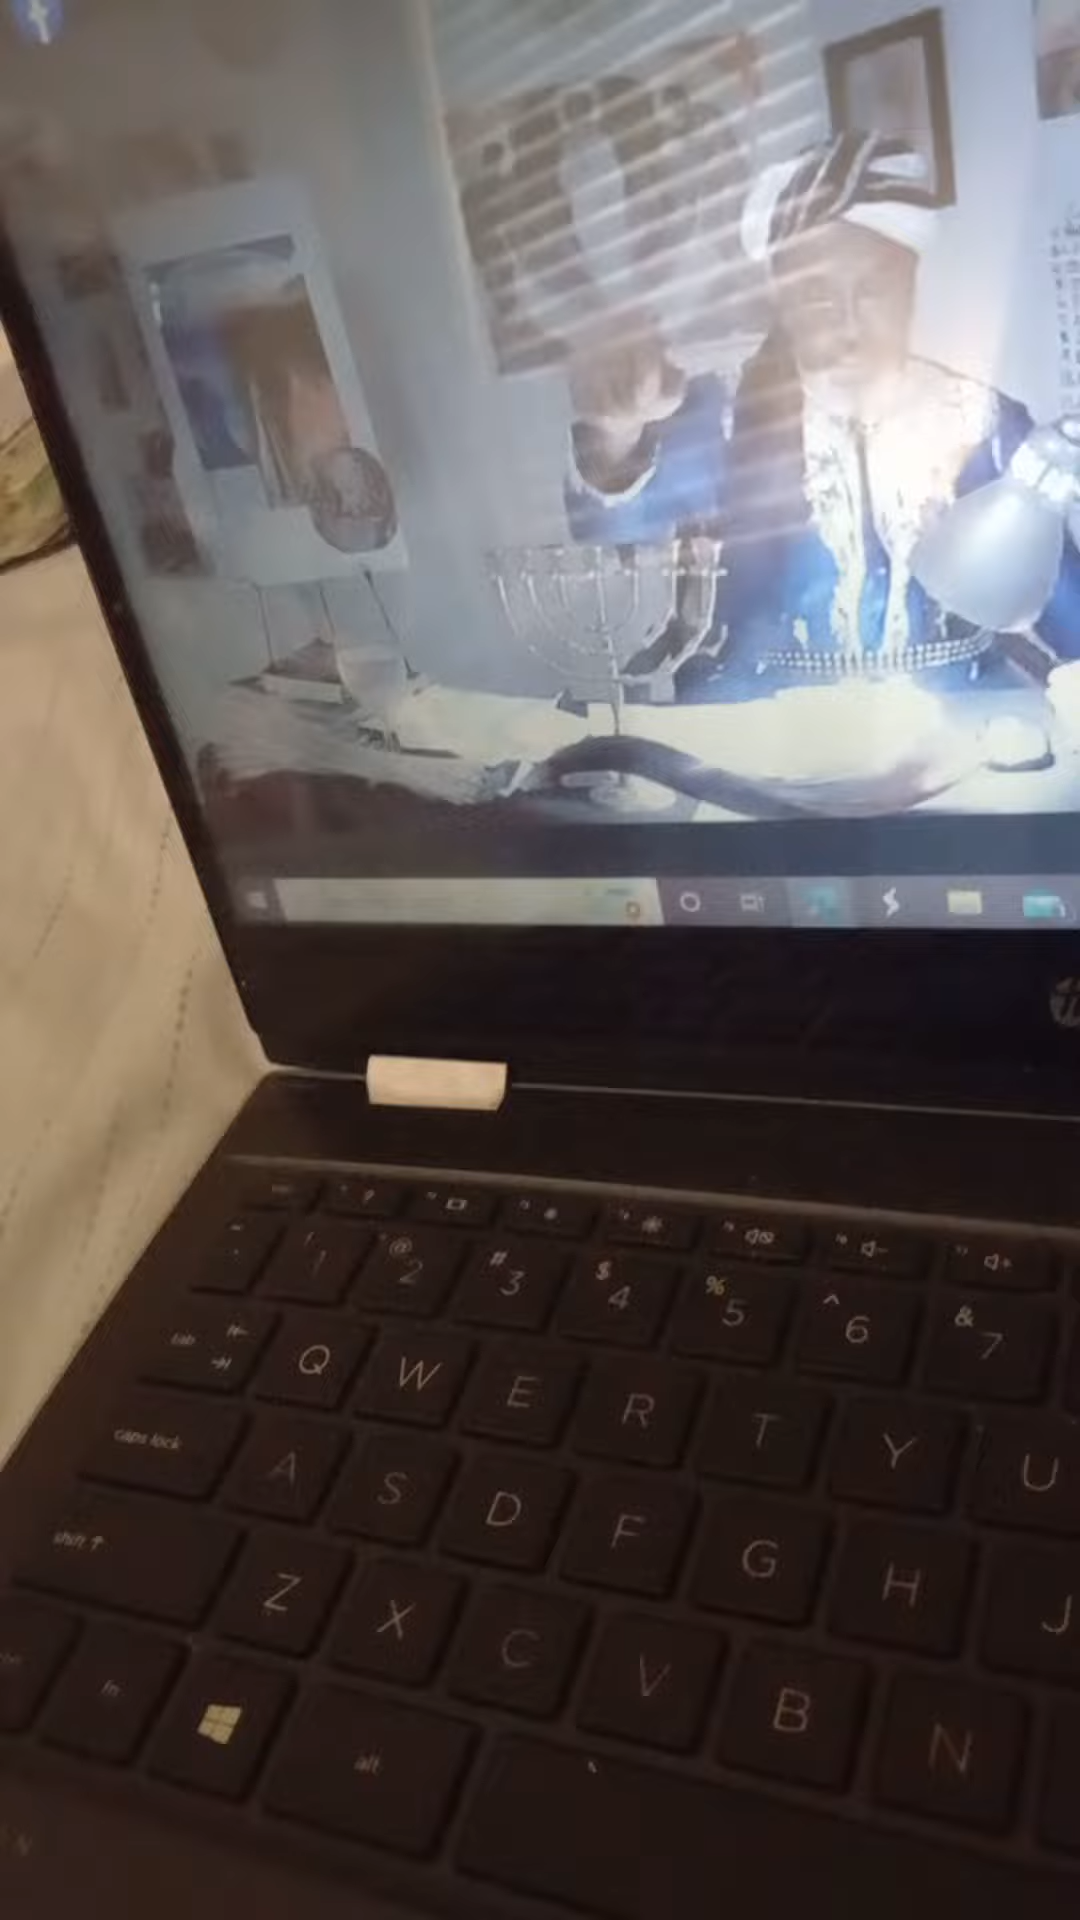 f
hp
! 1 @ 2 # 3 $ 4 % 5 ^ 6 & 7
tab Q W E R T Y U
caps lock A S D F G H J
shift Z X C V B N
fn alt